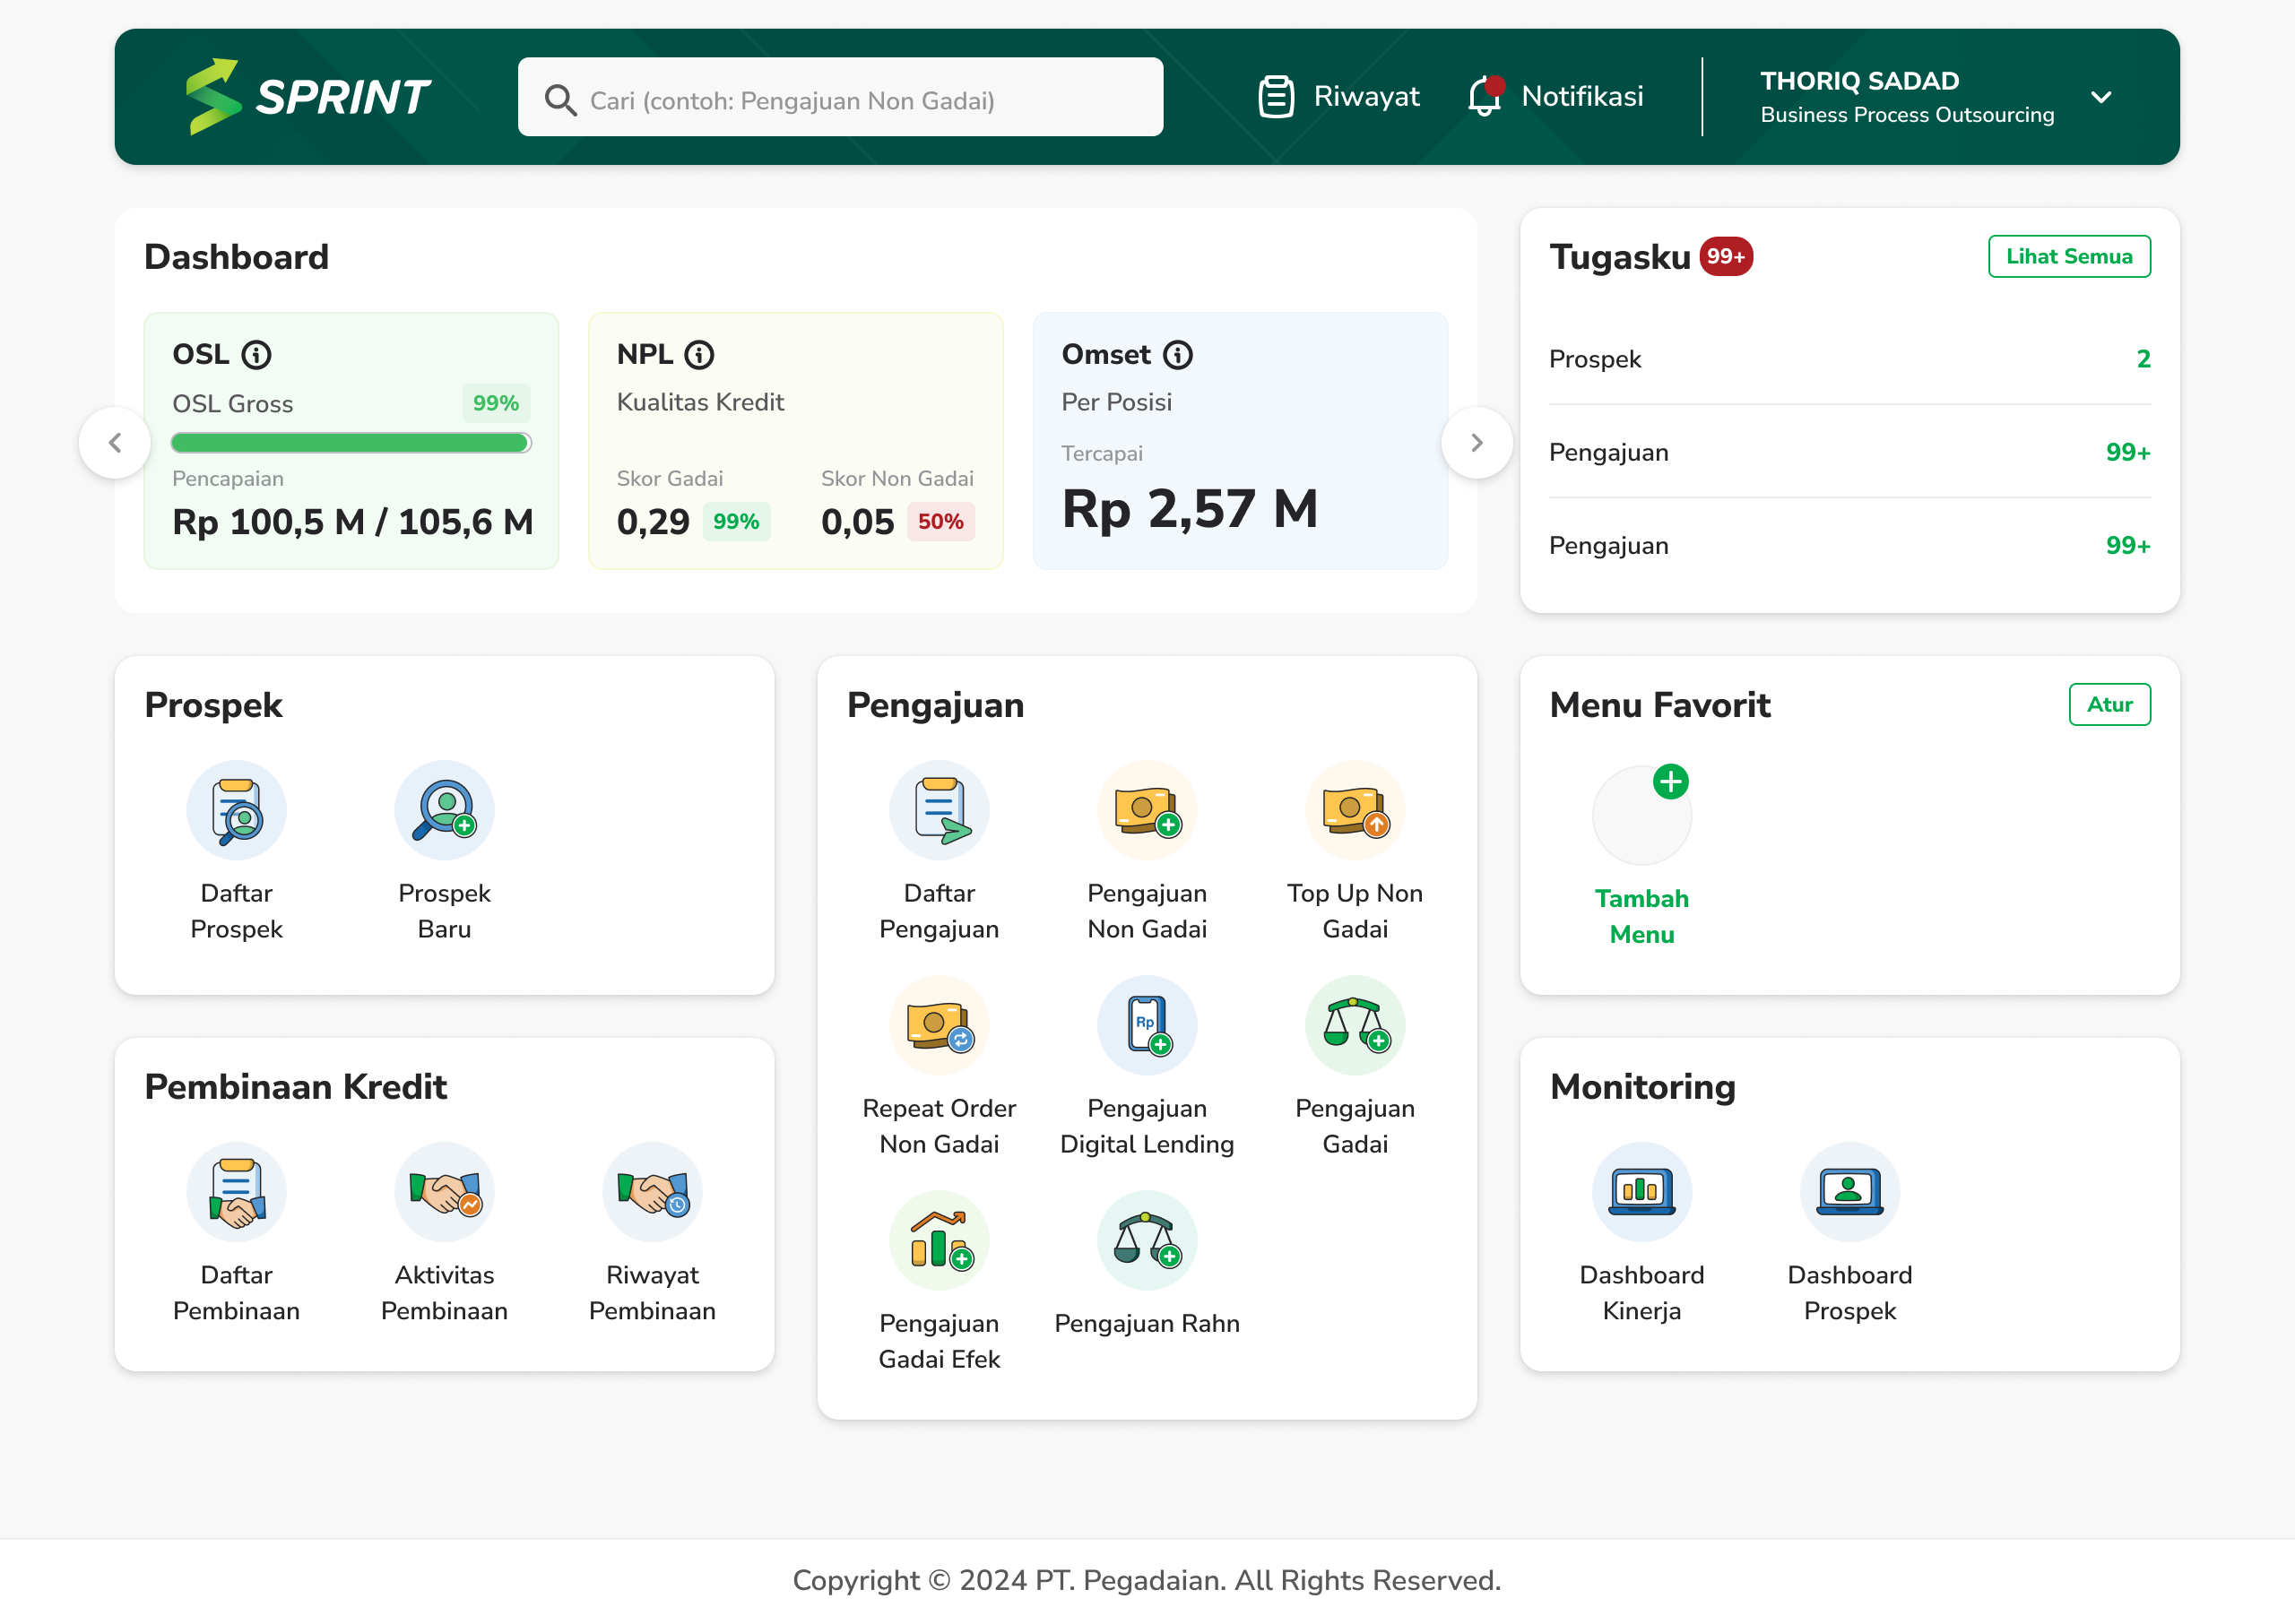 SPRINT
Cari (contoh: Pengajuan Non Gadai)
Riwayat
Notifikasi
THORIQ SADAD
Business Process Outsourcing
Dashboard
OSL
OSL Gross
99%
Pencapaian
Rp 100,5 M / 105,6 M
NPL
Kualitas Kredit
Skor Gadai
0,29 99%
Skor Non Gadai
0,05 50%
Omset
Per Posisi
Tercapai
Rp 2,57 M
Tugasku 99+
Lihat Semua
Prospek 2
Pengajuan 99+
Pengajuan 99+
Prospek
Daftar
Prospek
Prospek
Baru
Pengajuan
Daftar
Pengajuan
Pengajuan
Non Gadai
Top Up Non
Gadai
Repeat Order
Non Gadai
Rp
Pengajuan
Digital Lending
Pengajuan
Gadai
Pengajuan
Gadai Efek
Pengajuan Rahn
Menu Favorit
Atur
Tambah
Menu
Pembinaan Kredit
Daftar
Pembinaan
Aktivitas
Pembinaan
Riwayat
Pembinaan
Monitoring
Dashboard
Kinerja
Dashboard
Prospek
Copyright © 2024 PT. Pegadaian. All Rights Reserved.